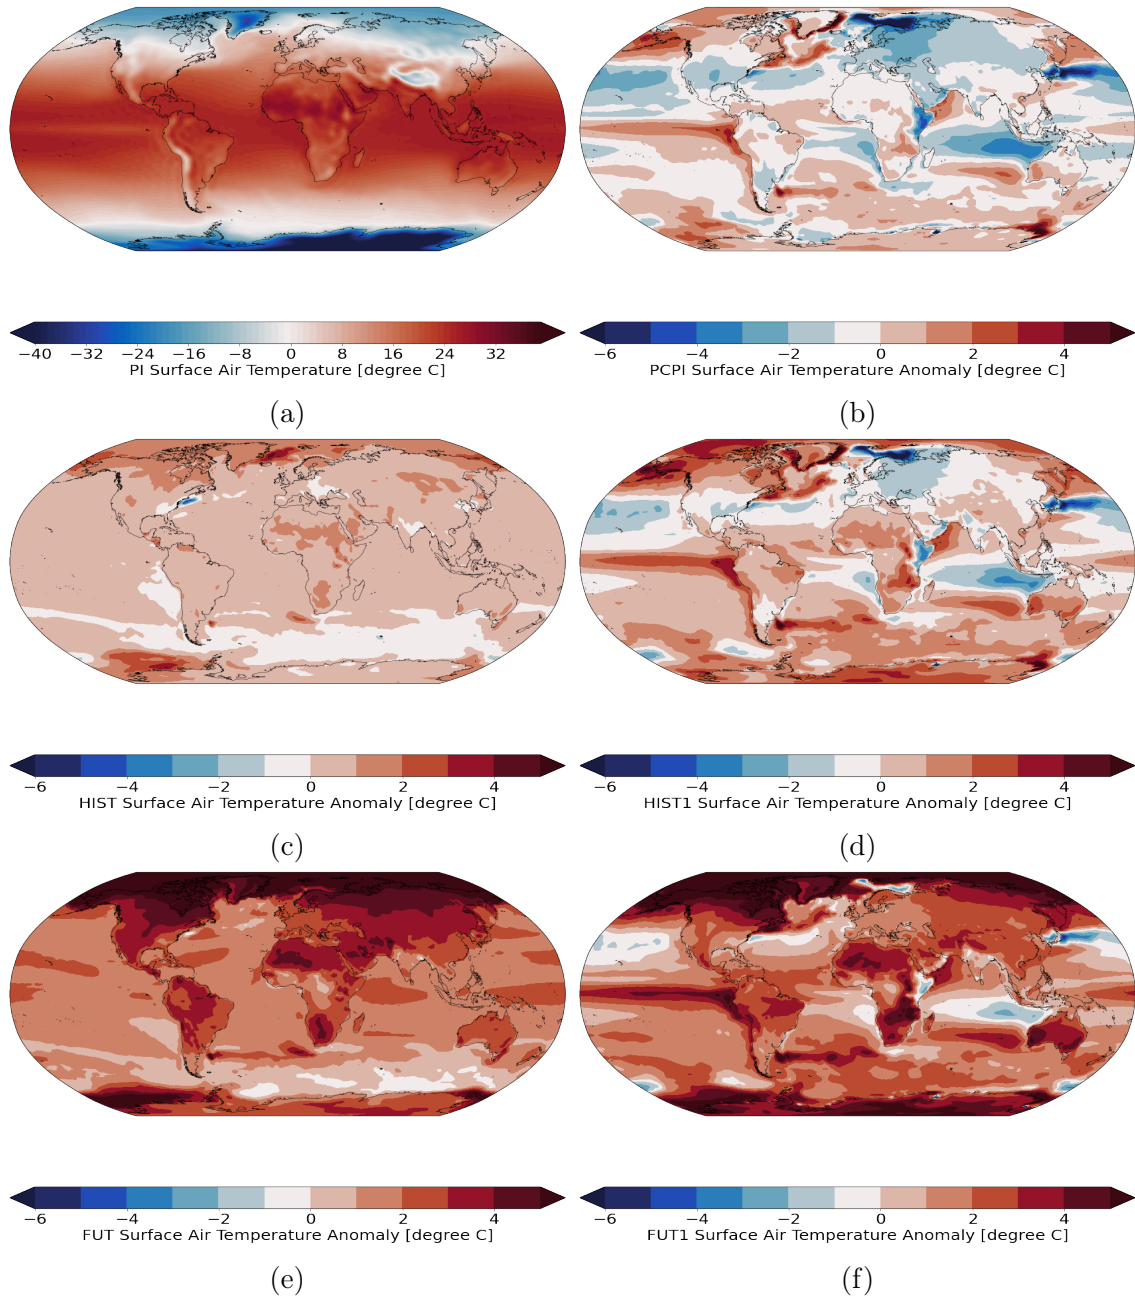 −40 −32 −24 −16 −8 0 8 16 24 32
PI Surface Air Temperature [degree C]
(a)
−6 −4 −2 0 2 4
PCPI Surface Air Temperature Anomaly [degree C]
(b)
−6 −4 −2 0 2 4
HIST Surface Air Temperature Anomaly [degree C]
(c)
−6 −4 −2 0 2 4
HIST1 Surface Air Temperature Anomaly [degree C]
(d)
−6 −4 −2 0 2 4
FUT Surface Air Temperature Anomaly [degree C]
(e)
−6 −4 −2 0 2 4
FUT1 Surface Air Temperature Anomaly [degree C]
(f)